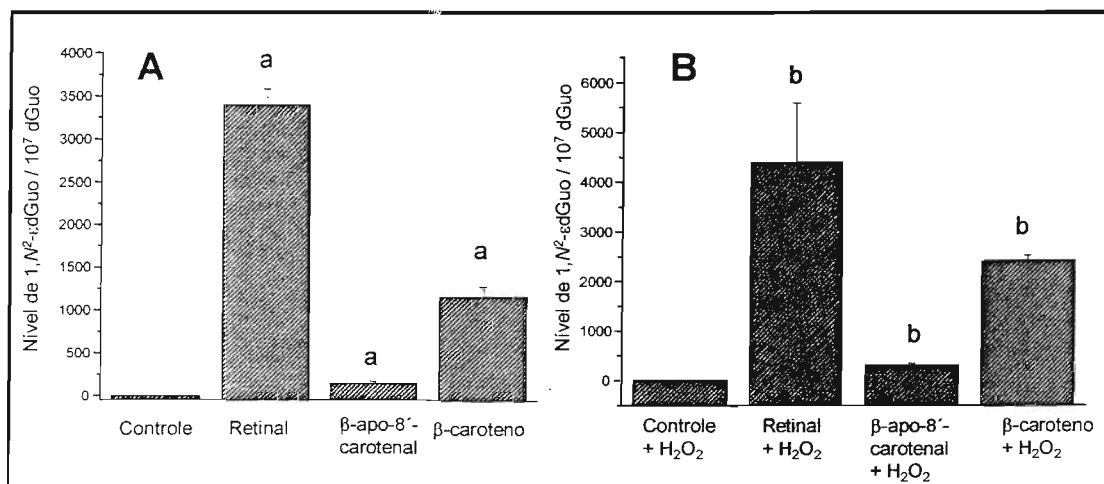 A
Nível de 1,N²-εdGuo / 10⁷ dGuo
4000
3500
3000
2500
2000
1500
1000
500
0
a
a
a
Controle
Retinal
β-apo-8´-
carotenal
β-caroteno
B
Nível de 1,N²-εdGuo / 10⁷ dGuo
6000
5000
4000
3000
2000
1000
0
b
b
b
Controle
+ H₂O₂
Retinal
+ H₂O₂
β-apo-8´-
carotenal
+ H₂O₂
β-caroteno
+ H₂O₂